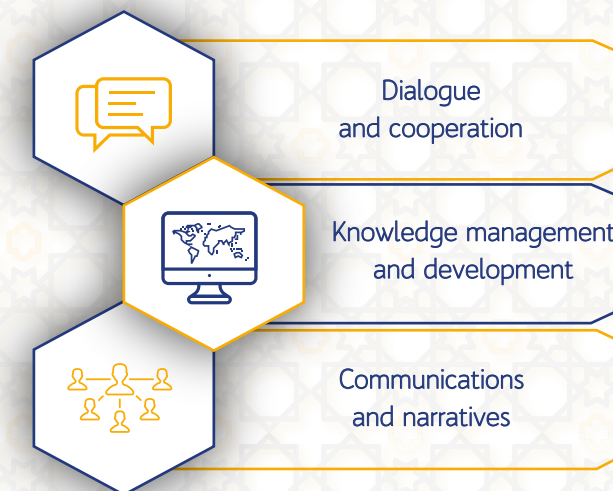 Dialogue
and cooperation
Knowledge management
and development
Communications
and narratives